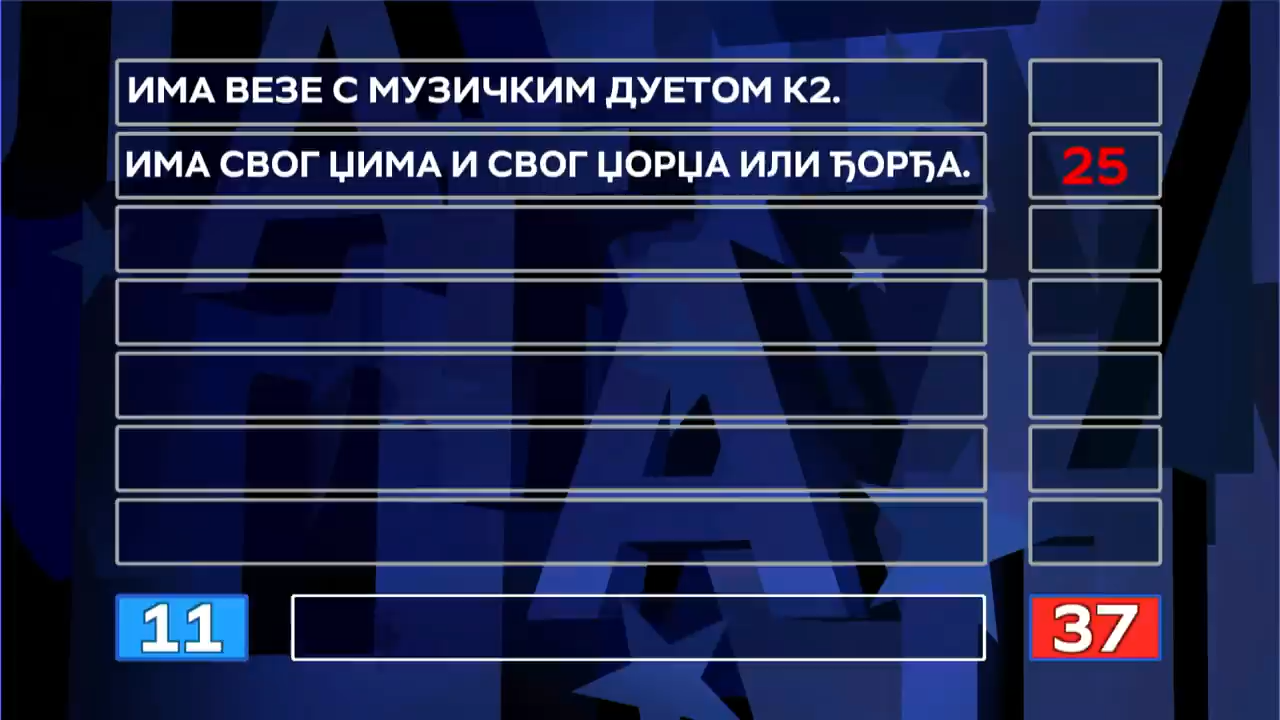 ИМА ВЕЗЕ С МУЗИЧКИМ ДУЕТОМ К2.
ИМА СВОГ ЏИМА И СВОГ ЏОРЏА ИЛИ ЂОРЂА. 25
11 37